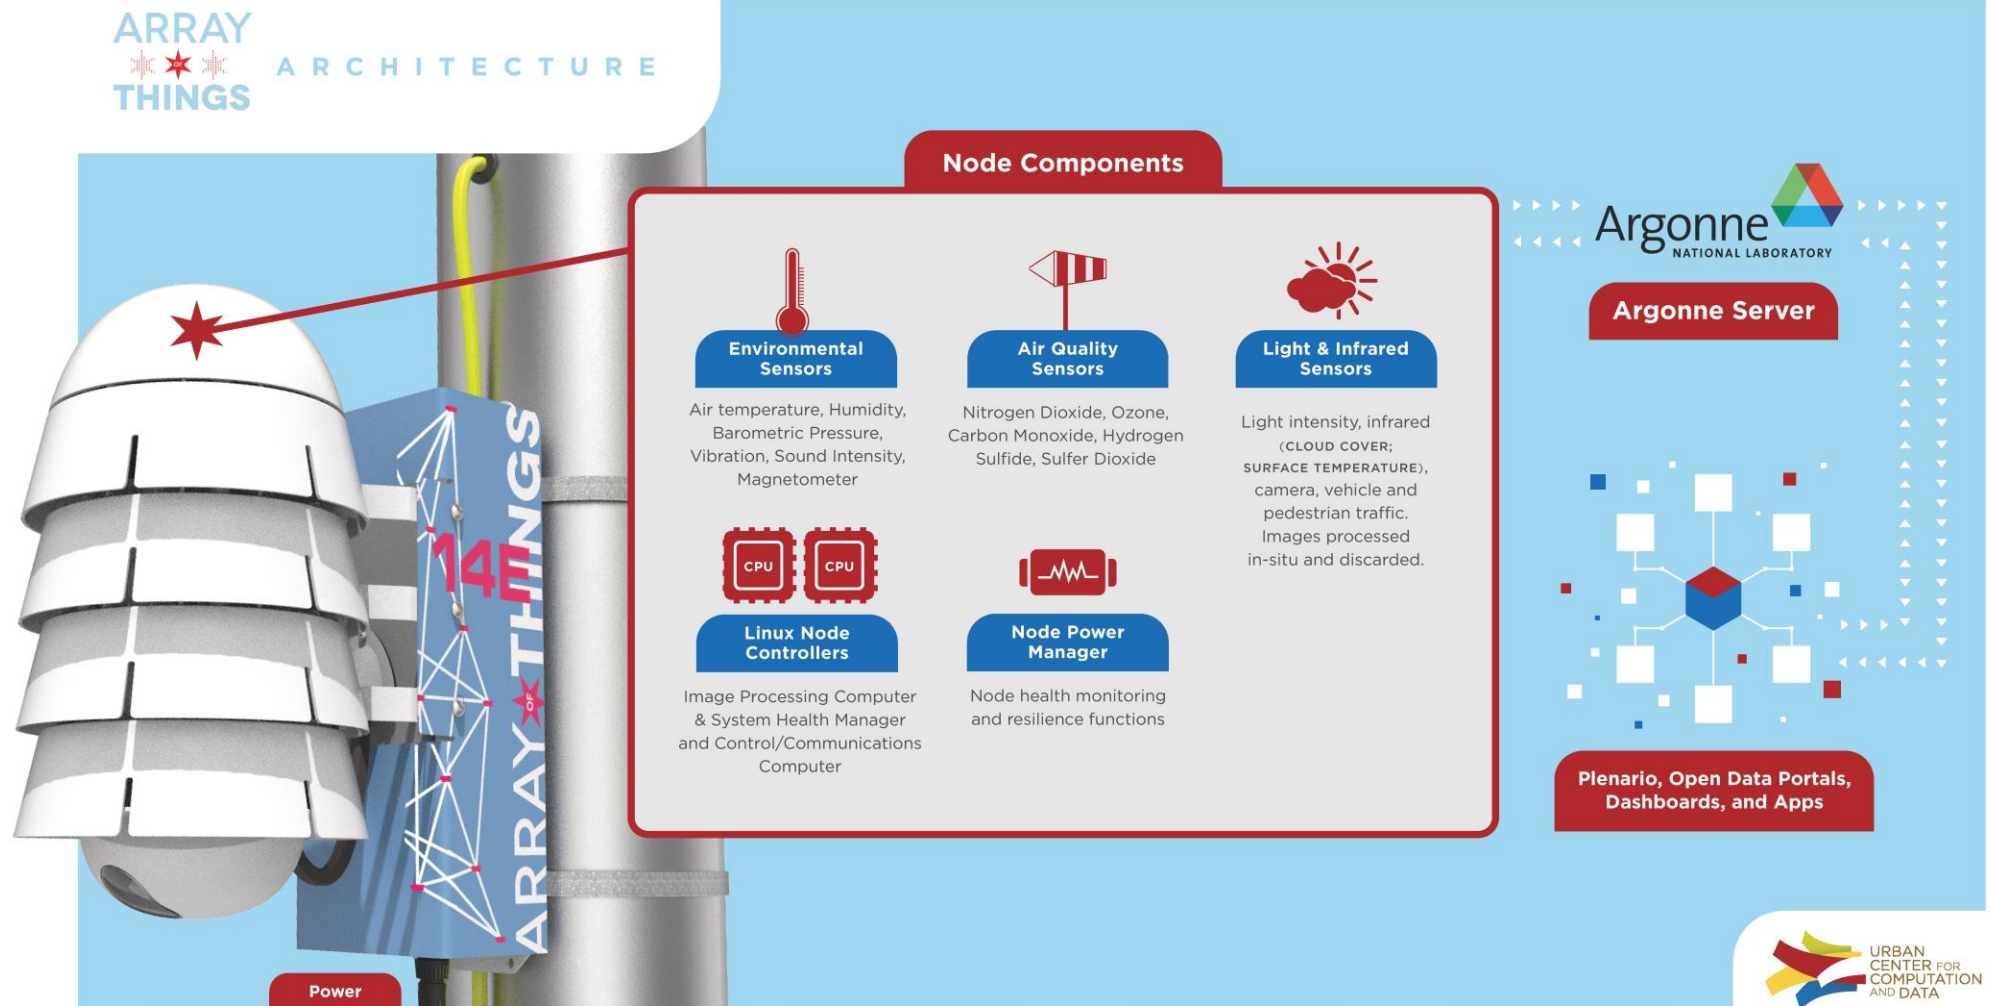 ARRAY
OF
THINGS
ARCHITECTURE
Node Components
Environmental
Sensors
Air temperature, Humidity,
Barometric Pressure,
Vibration, Sound Intensity,
Magnetometer
Air Quality
Sensors
Nitrogen Dioxide, Ozone,
Carbon Monoxide, Hydrogen
Sulfide, Sulfer Dioxide
Light & Infrared
Sensors
Light intensity, infrared
(CLOUD COVER;
SURFACE TEMPERATURE),
camera, vehicle and
pedestrian traffic.
Images processed
in-situ and discarded.
CPU
CPU
Linux Node
Controllers
Image Processing Computer
& System Health Manager
and Control/Communications
Computer
Node Power
Manager
Node health monitoring
and resilience functions
Argonne
NATIONAL LABORATORY
Argonne Server
Plenario, Open Data Portals,
Dashboards, and Apps
14E
ARRAY OF THINGS
Power
URBAN
CENTER FOR
COMPUTATION
AND DATA